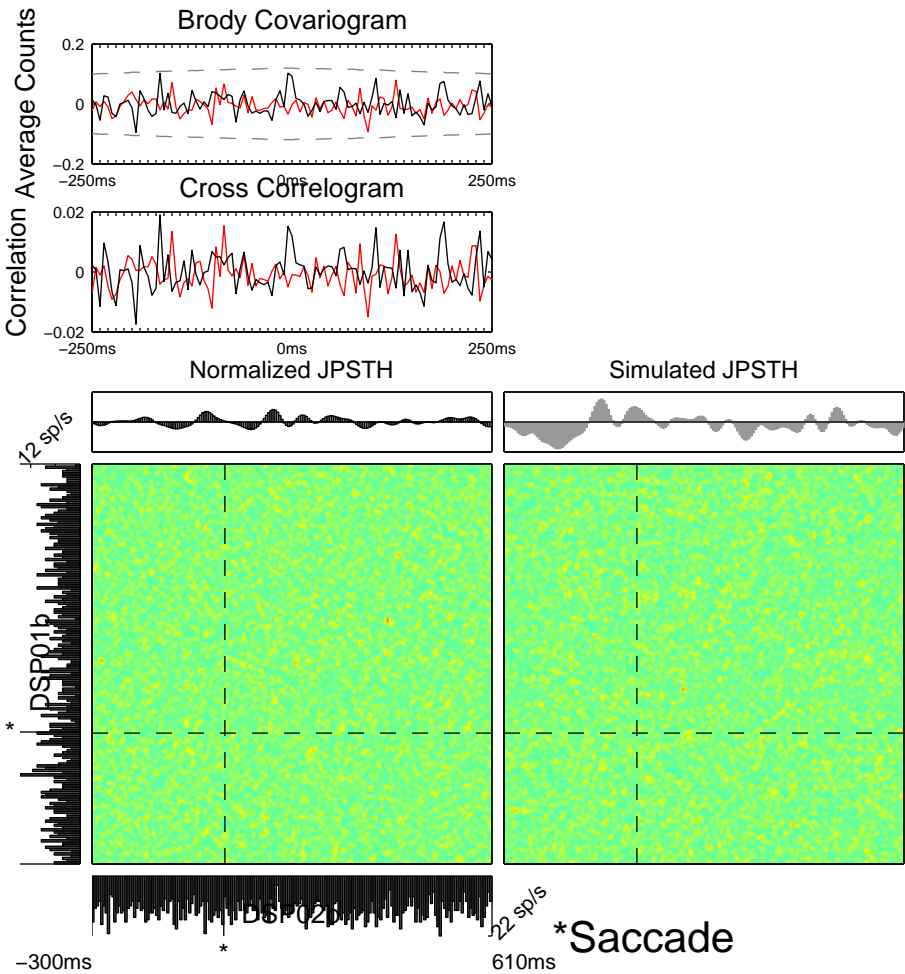 Brody Covariogram
Average Counts
0.2
0
−0.2
−250ms
0ms
250ms
Cross Correlogram
Correlation
0.02
0
−0.02
−250ms
0ms
250ms
Normalized JPSTH
Simulated JPSTH
12 sp/s
DSP01b
*
DSP02b
22 sp/s
*
*Saccade
−300ms
610ms